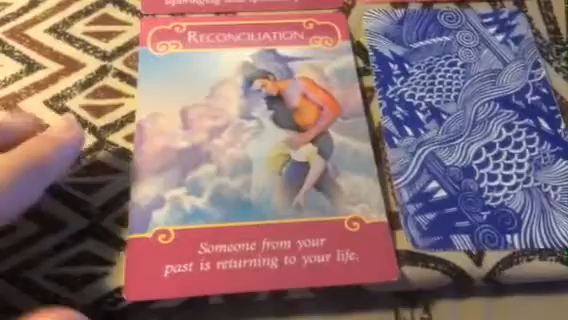 RECONCILIATION
Someone from your
past is returning to your life.